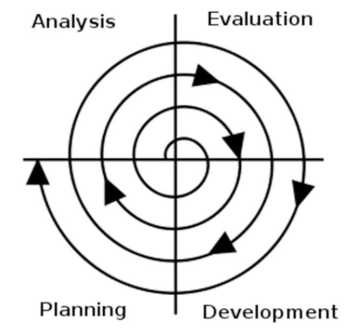 Analysis
Evaluation
Planning
Development